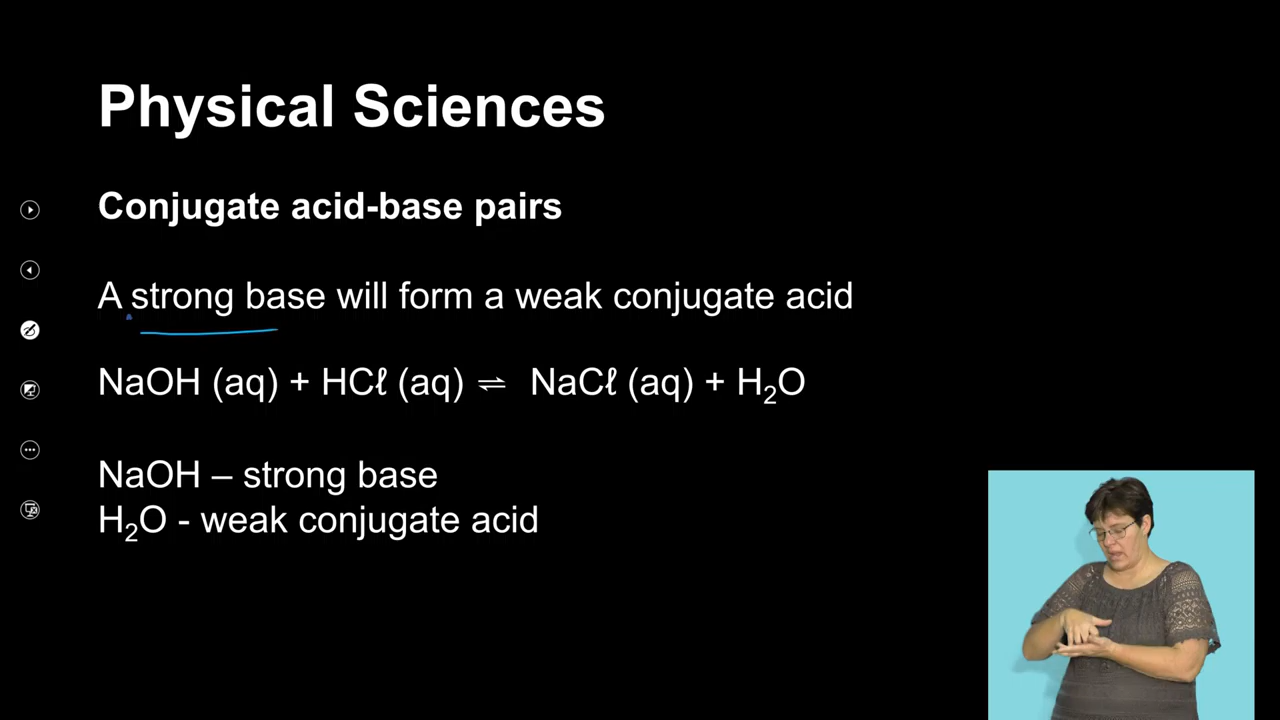 Physical Sciences
Conjugate acid-base pairs
A strong base will form a weak conjugate acid
NaOH (aq) + HCℓ (aq) ⇌ NaCℓ (aq) + H₂O
NaOH – strong base
H₂O - weak conjugate acid